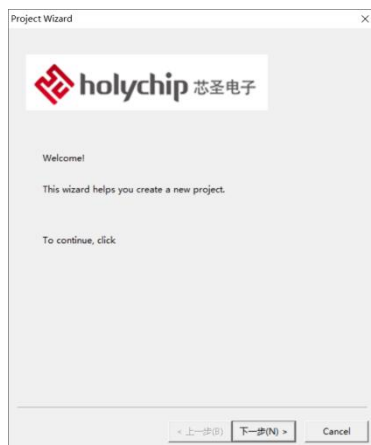 Project Wizard
holychip 芯圣电子
Welcome!
This wizard helps you create a new project.
To continue, click
< 上一步(B) 下一步(N) > Cancel